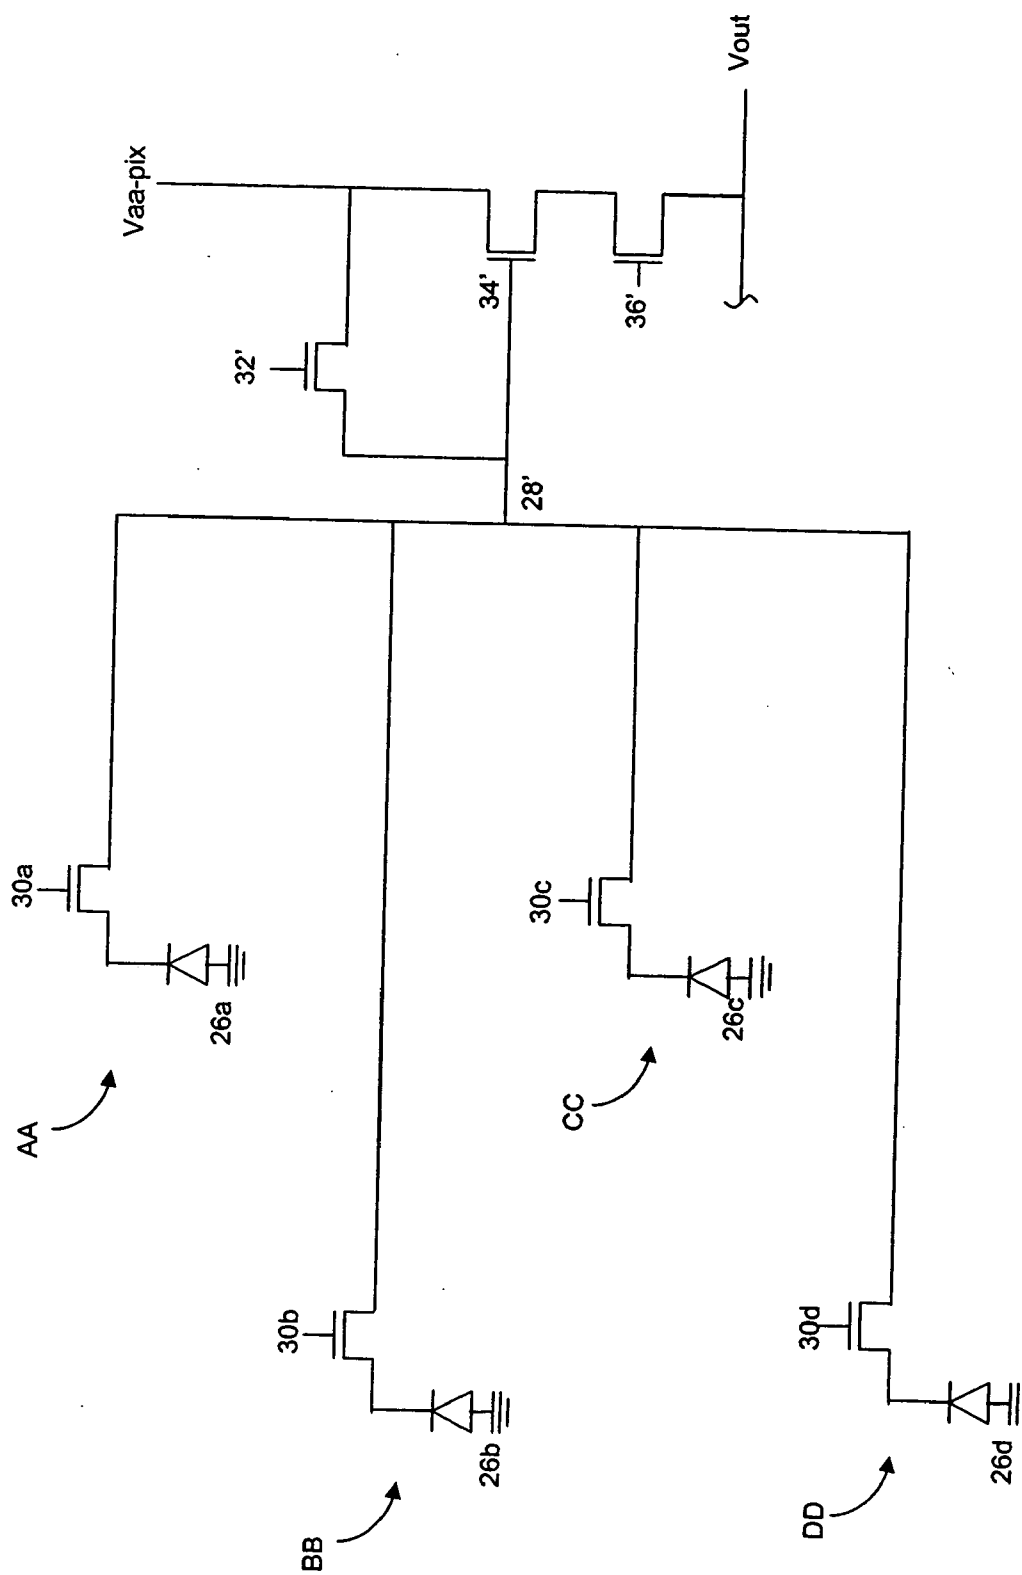 AA
30a
26a
BB
30b
26b
CC
30c
26c
DD
30d
26d
28'
32'
34'
36'
Vaa-pix
Vout